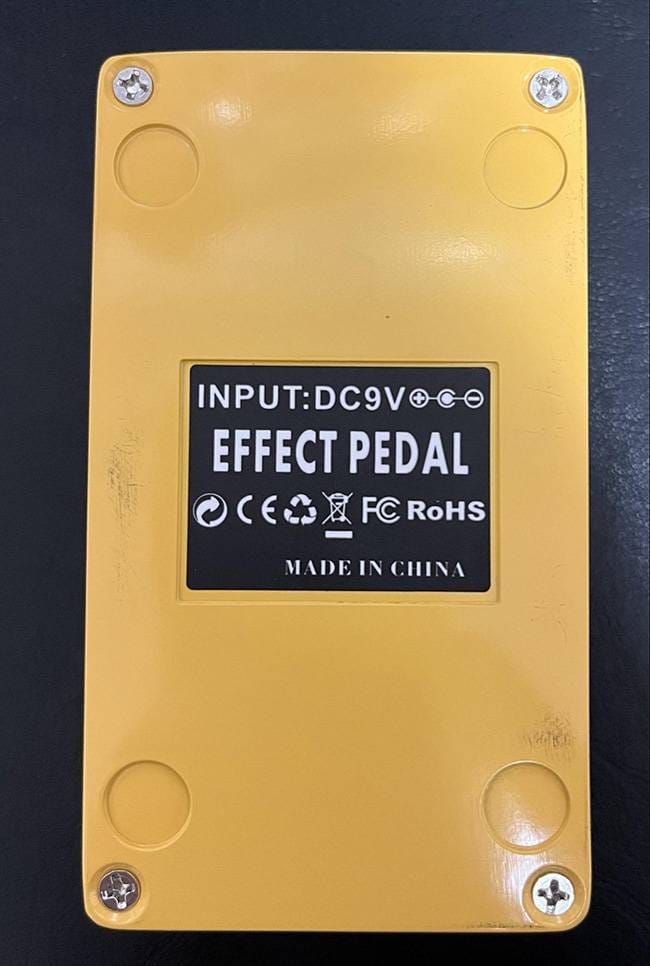 INPUT:DC9V
EFFECT PEDAL
CE FC RoHS
MADE IN CHINA